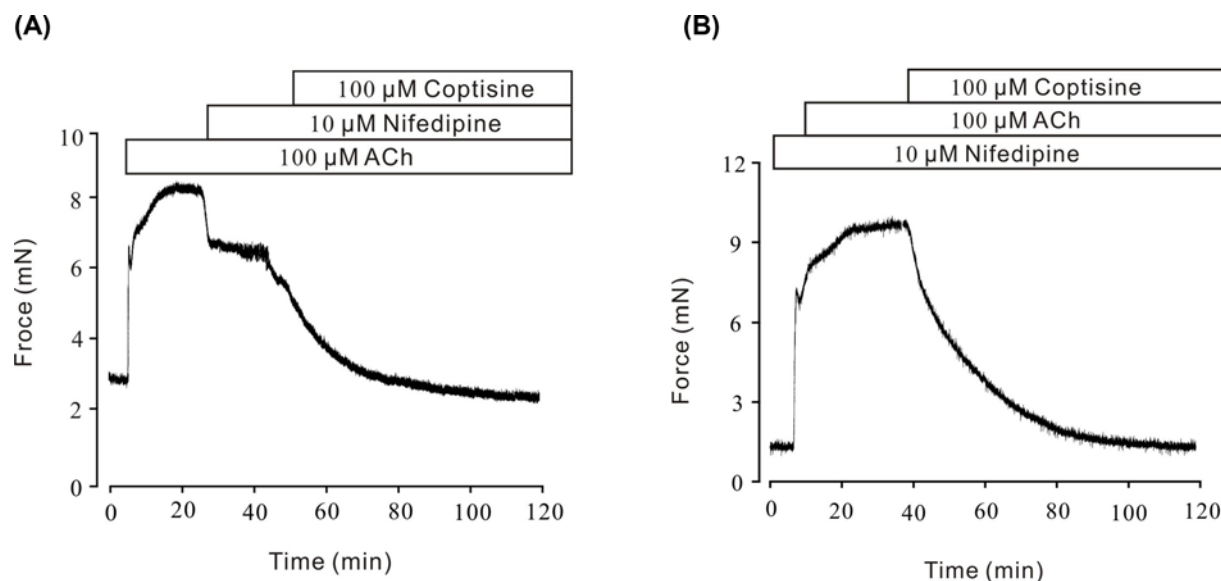 (A)
100 µM Coptisine
10 µM Nifedipine
100 µM ACh
10
8
6
4
2
0
Froce (mN)
0 20 40 60 80 100 120
Time (min)
(B)
100 µM Coptisine
100 µM ACh
10 µM Nifedipine
12
9
6
3
0
Force (mN)
0 20 40 60 80 100 120
Time (min)